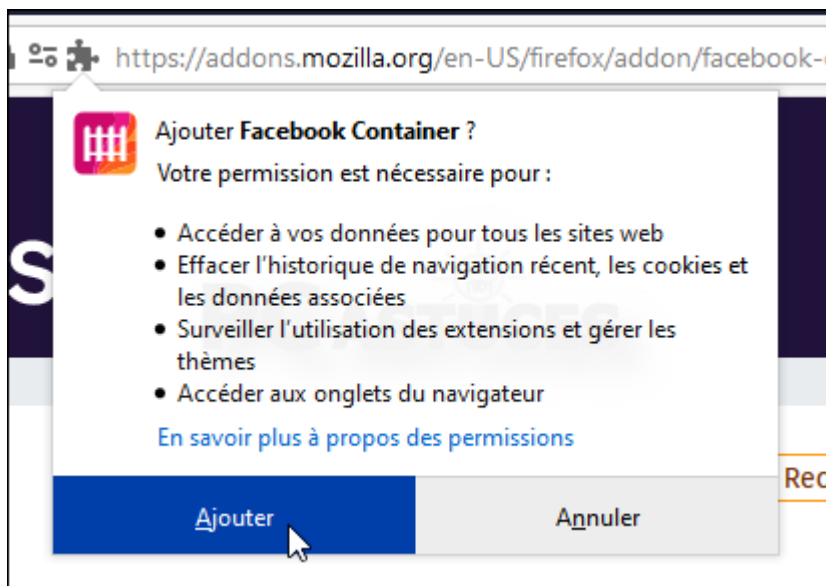 https://addons.mozilla.org/en-US/firefox/addon/facebook-
Ajouter Facebook Container ?
Votre permission est nécessaire pour :
• Accéder à vos données pour tous les sites web
• Effacer l'historique de navigation récent, les cookies et
les données associées
• Surveiller l'utilisation des extensions et gérer les
thèmes
• Accéder aux onglets du navigateur
En savoir plus à propos des permissions
Ajouter
Annuler
S
Rec
PC ASTUCES